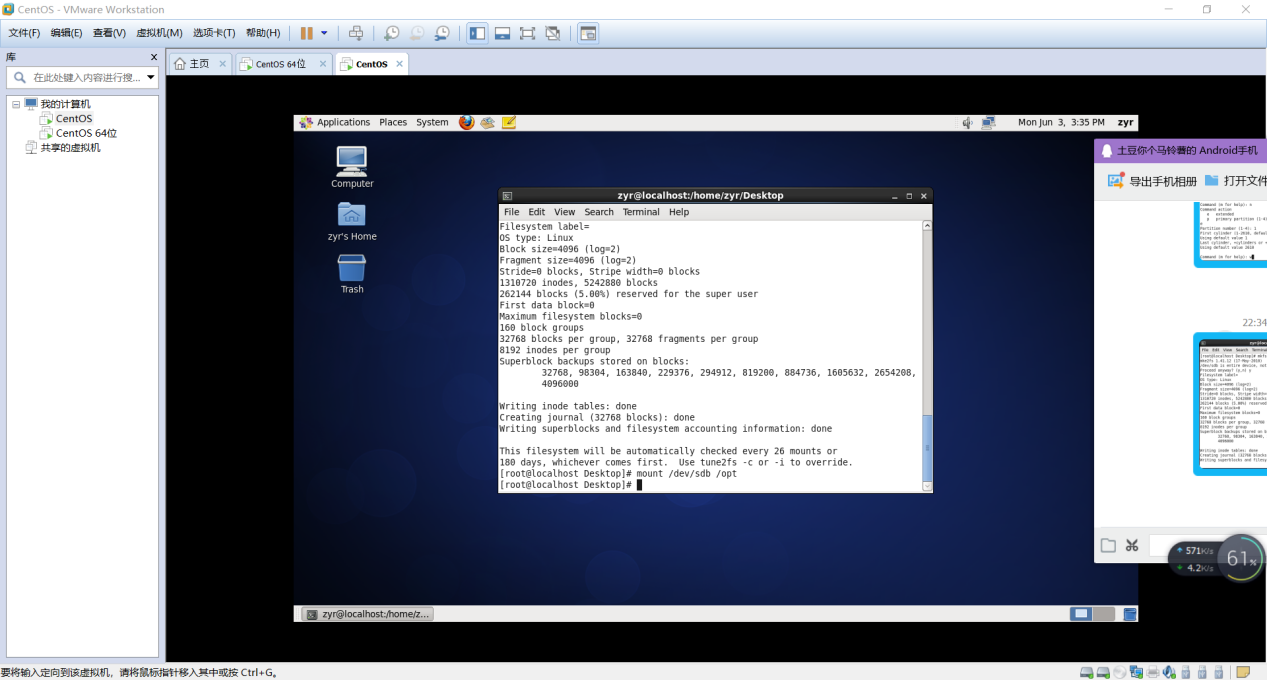 CentOS - VMware Workstation
文件(F) 编辑(E) 查看(V) 虚拟机(M) 选项卡(T) 帮助(H)
库
在此处键入内容进行搜...
我的计算机
CentOS
CentOS 64位
共享的虚拟机
主页 CentOS 64位 CentOS
Applications Places System Mon Jun 3, 3:35 PM zyr
Computer
zyr's Home
Trash
zyr@localhost:/home/zyr/Desktop
File Edit View Search Terminal Help
Filesystem label=
OS type: Linux
Block size=4096 (log=2)
Fragment size=4096 (log=2)
Stride=0 blocks, Stripe width=0 blocks
1310720 inodes, 5242880 blocks
262144 blocks (5.00%) reserved for the super user
First data block=0
Maximum filesystem blocks=0
160 block groups
32768 blocks per group, 32768 fragments per group
8192 inodes per group
Superblock backups stored on blocks:
32768, 98304, 163840, 229376, 294912, 819200, 884736, 1605632, 2654208,
4096000
Writing inode tables: done
Creating journal (32768 blocks): done
Writing superblocks and filesystem accounting information: done
This filesystem will be automatically checked every 26 mounts or
180 days, whichever comes first. Use tune2fs -c or -i to override.
[root@localhost Desktop]# mount /dev/sdb /opt
[root@localhost Desktop]#
zyr@localhost:/home/z...
土豆你个马铃薯的 Android手机
导出手机相册 打开文件
22:34
571K/s
4.2K/s
61%
要将输入定向到该虚拟机，请将鼠标指针移入其中或按 Ctrl+G。